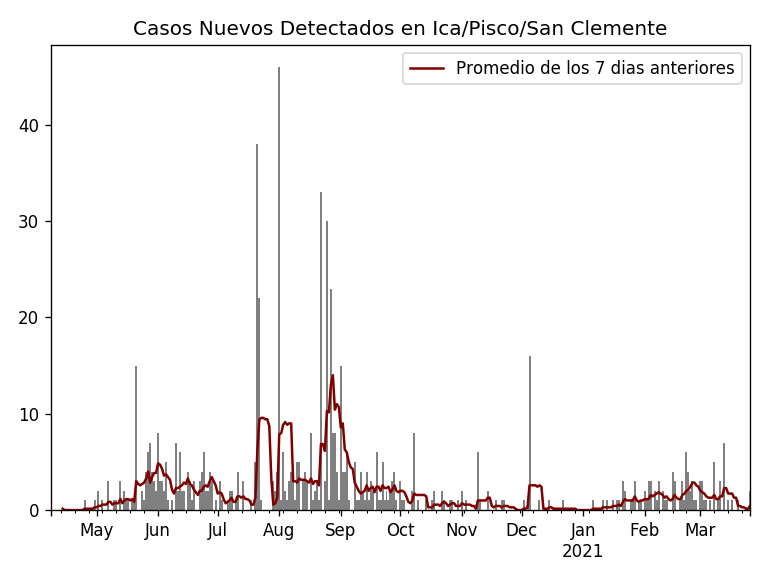 Casos Nuevos Detectados en Ica/Pisco/San Clemente
Promedio de los 7 dias anteriores
40
30
20
10
0
May Jun Jul Aug Sep Oct Nov Dec Jan Feb Mar
2021